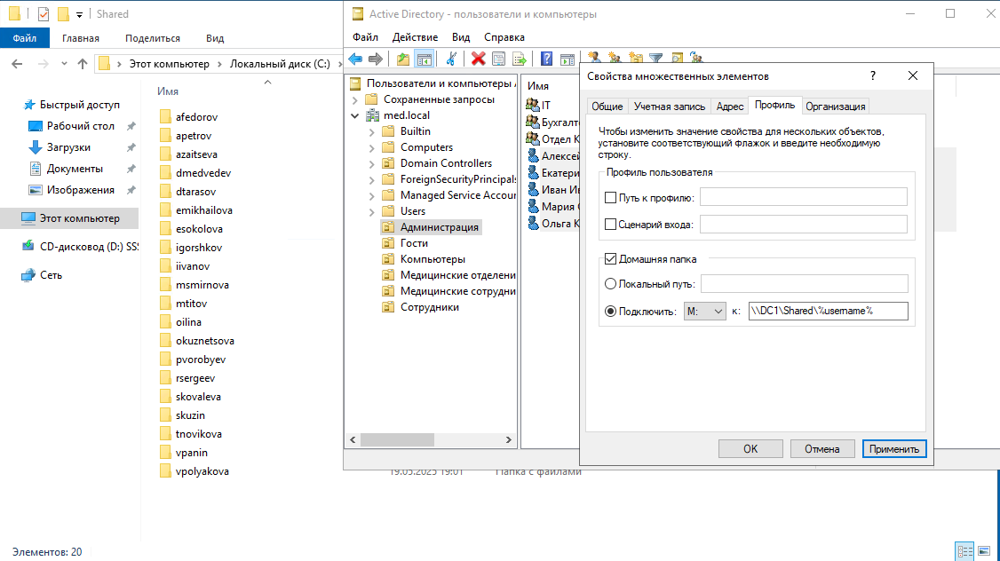 Shared
Файл
Главная
Поделиться
Вид
Этот компьютер
Локальный диск (C:)
Быстрый доступ
Рабочий стол
Загрузки
Документы
Изображения
Этот компьютер
CD-дисковод (D:) SS
Сеть
Имя
afedorov
apetrov
azaitseva
dmedvedev
dtarasov
emikhailova
esokolova
igorshkov
iivanov
msmirnova
mtitov
oilina
okuznetsova
pvorobyev
rsergeev
skovaleva
skuzin
tnovikova
vpanin
vpolyakova
19.05.2025 19:01
Папка с файлами
Элементов: 20
Active Directory - пользователи и компьютеры
Файл
Действие
Вид
Справка
Пользователи и компьютеры
Сохраненные запросы
med.local
Builtin
Computers
Domain Controllers
ForeignSecurityPrincipals
Managed Service Accour
Users
Администрация
Гости
Компьютеры
Медицинские отделени
Медицинские сотрудни
Сотрудники
Имя
IT
Бухгалт
Отдел К
Алексей
Екатери
Иван И
Мария
Ольга К
Свойства множественных элементов
?
Общие
Учетная запись
Адрес
Профиль
Организация
Чтобы изменить значение свойства для нескольких объектов,
установите соответствующий флажок и введите необходимую
строку.
Профиль пользователя
Путь к профилю:
Сценарий входа:
Домашняя папка
Локальный путь:
Подключить:
M:
к:
\\DC1\Shared\%username%
OK
Отмена
Применить